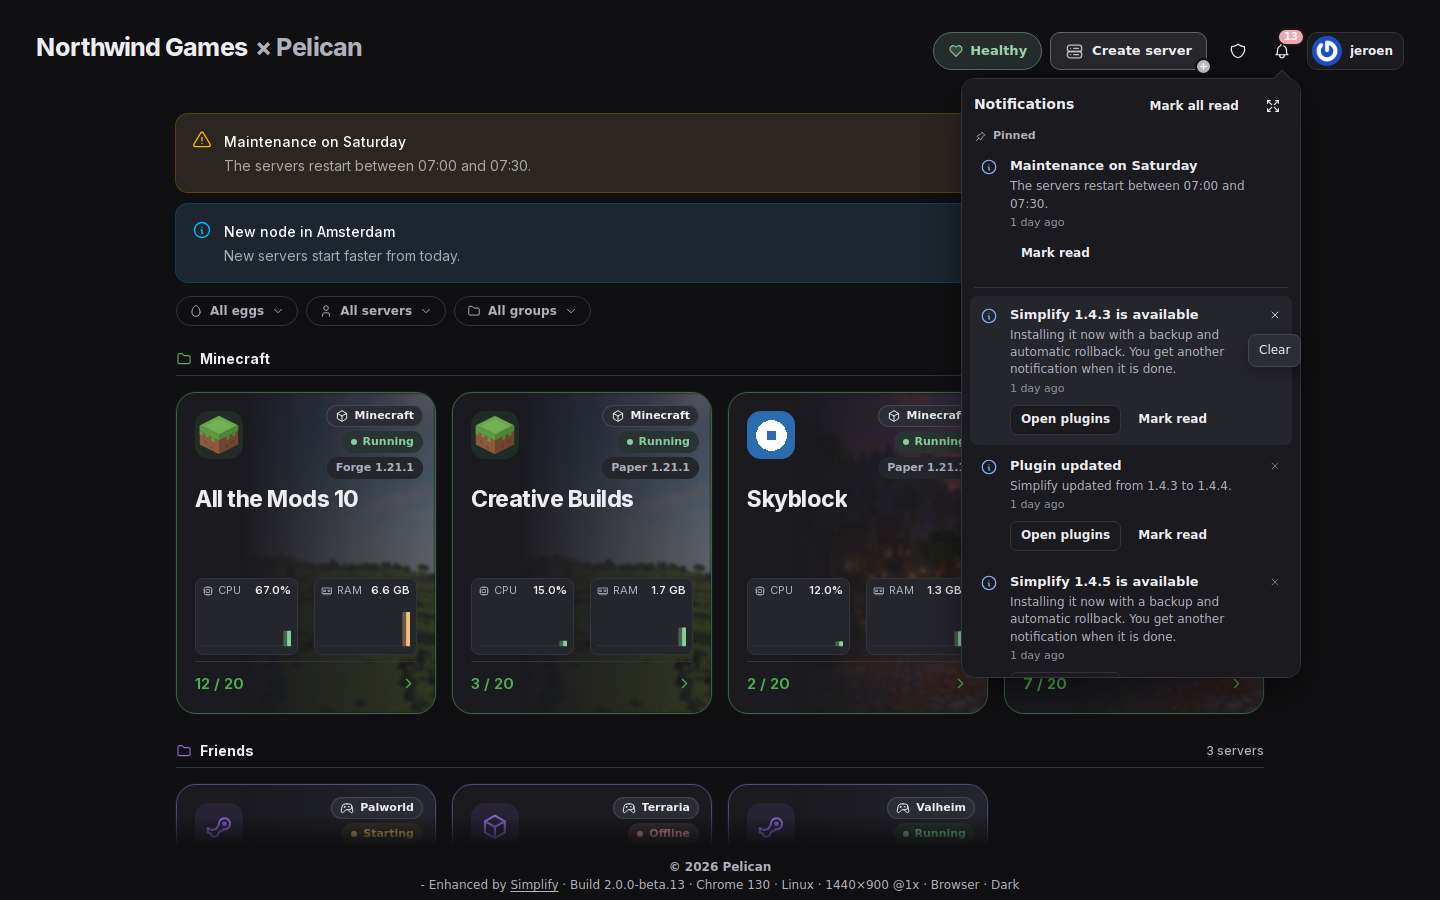 Northwind Games × Pelican
Healthy
Create server
13
jeroen
Notifications
Mark all read
Pinned
Maintenance on Saturday
The servers restart between 07:00 and
07:30.
1 day ago
Mark read
Simplify 1.4.3 is available
Installing it now with a backup and
automatic rollback. You get another
notification when it is done.
1 day ago
Open plugins
Mark read
Clear
Plugin updated
Simplify updated from 1.4.3 to 1.4.4.
1 day ago
Open plugins
Mark read
Simplify 1.4.5 is available
Installing it now with a backup and
automatic rollback. You get another
notification when it is done.
1 day ago
Maintenance on Saturday
The servers restart between 07:00 and 07:30.
New node in Amsterdam
New servers start faster from today.
All eggs
All servers
All groups
Minecraft
Minecraft
Running
Forge 1.21.1
All the Mods 10
CPU 67.0%
RAM 6.6 GB
12 / 20
Minecraft
Running
Paper 1.21.1
Creative Builds
CPU 15.0%
RAM 1.7 GB
3 / 20
Minecraft
Running
Paper 1.21.1
Skyblock
CPU 12.0%
RAM 1.3 GB
2 / 20
7 / 20
Friends
3 servers
Palworld
Starting
Terraria
Offline
Valheim
Running
© 2026 Pelican
- Enhanced by Simplify · Build 2.0.0-beta.13 · Chrome 130 · Linux · 1440×900 @1x · Browser · Dark